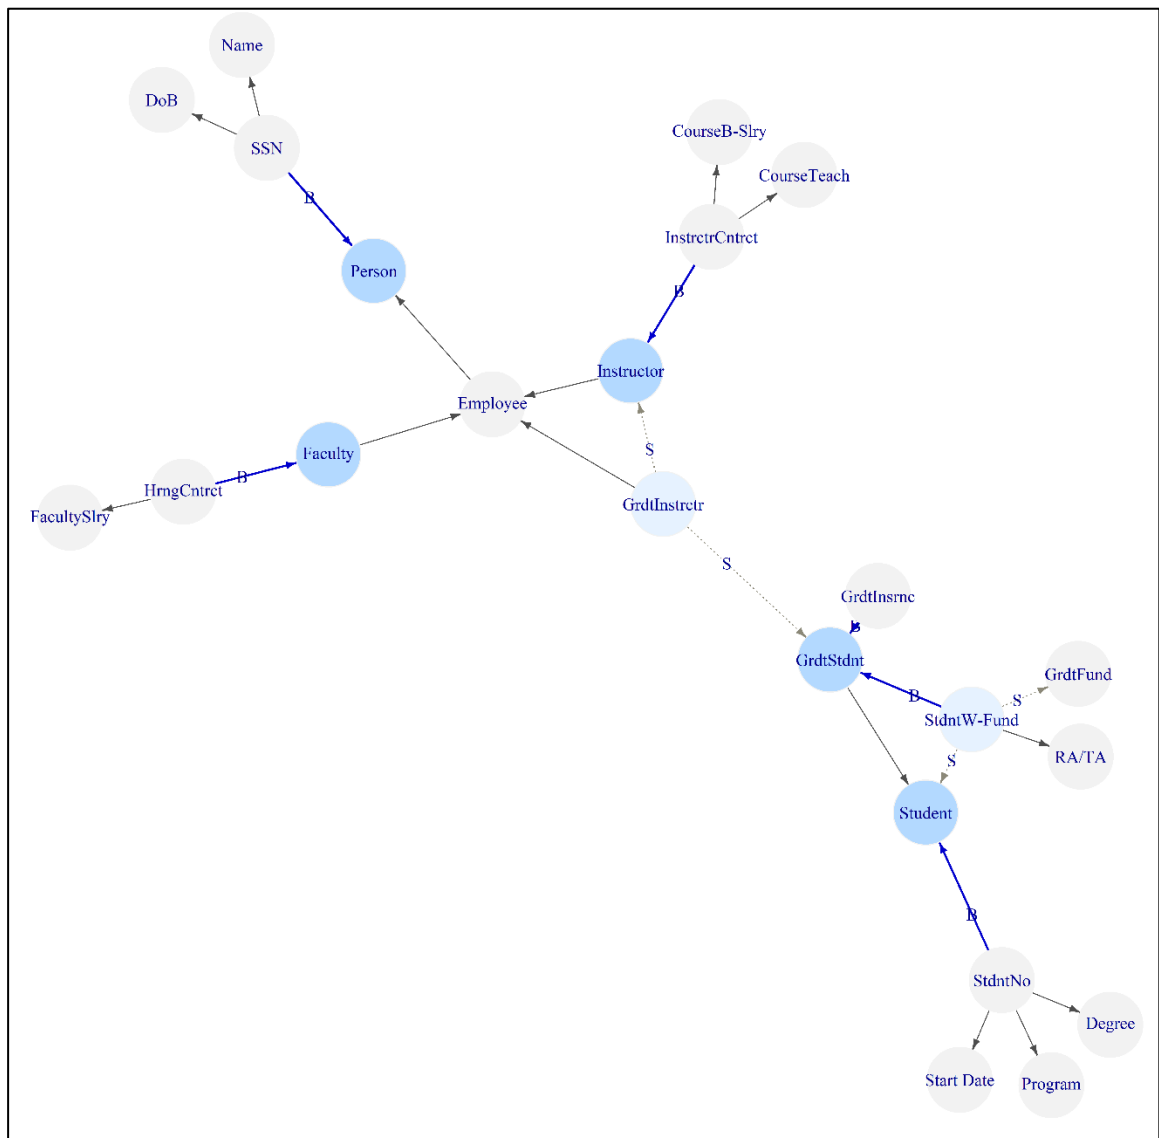 Name
DoB
SSN
B
Person
CourseB-Slry
CourseTeach
InstrctrCntrct
B
Instructor
Employee
Faculty
B
HrngCntrct
FacultySlry
S
GrdtInstrctr
S
GrdtInsrnc
B
GrdtStdnt
GrdtFund
S
B
StdntW-Fund
RA/TA
S
Student
B
StdntNo
Degree
Start Date
Program